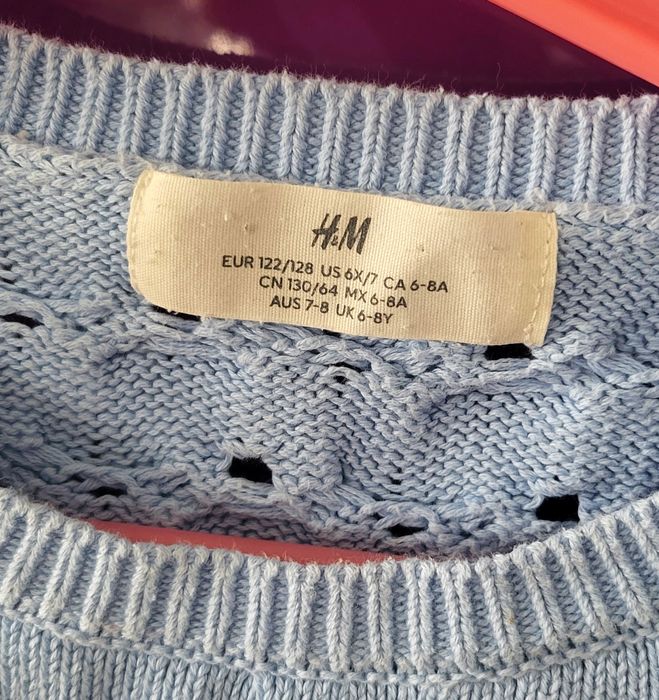 H&M
EUR 122/128 US 6X/7 CA 6-8A
CN 130/64 MX 6-8A
AUS 7-8 UK 6-8Y